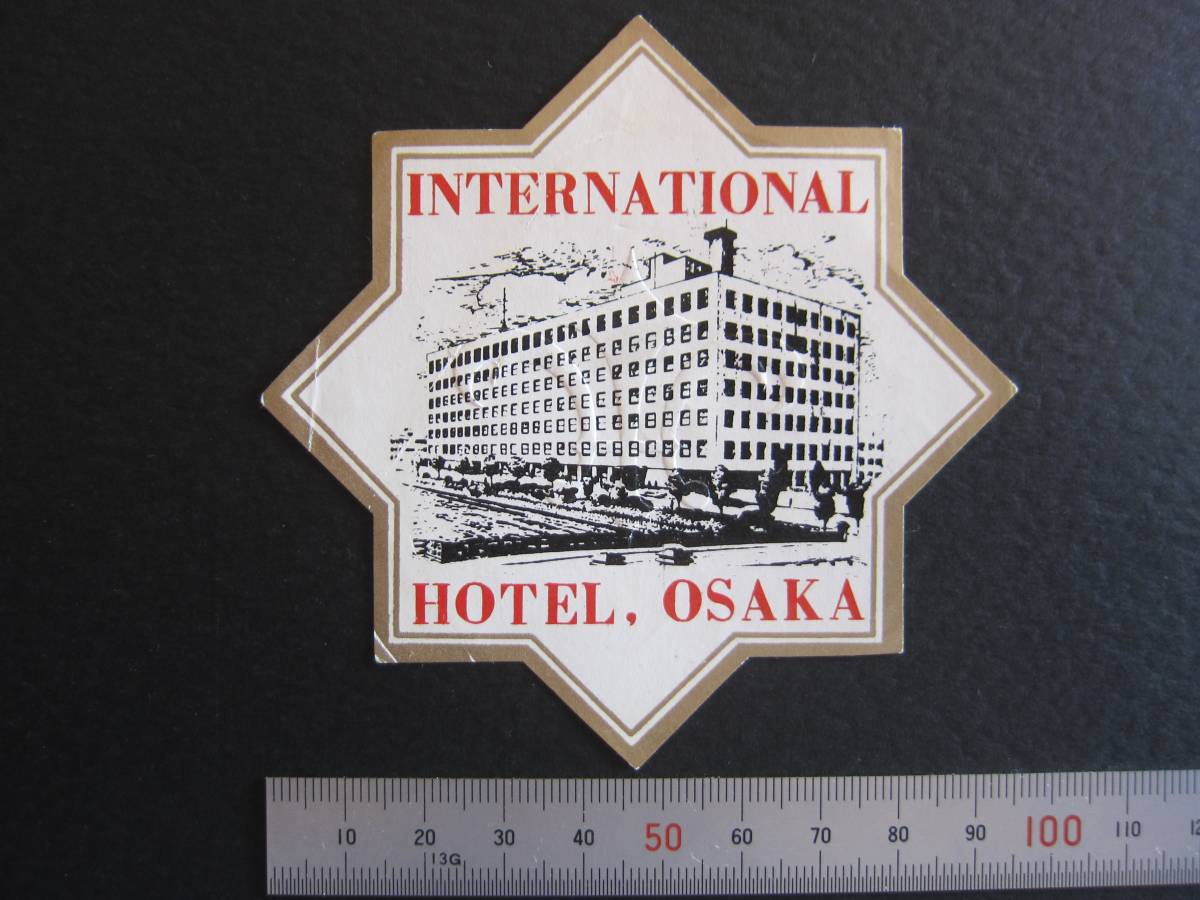 INTERNATIONAL
HOTEL, OSAKA
10 20 30 40 50 60 70 80 90 100 110
13G